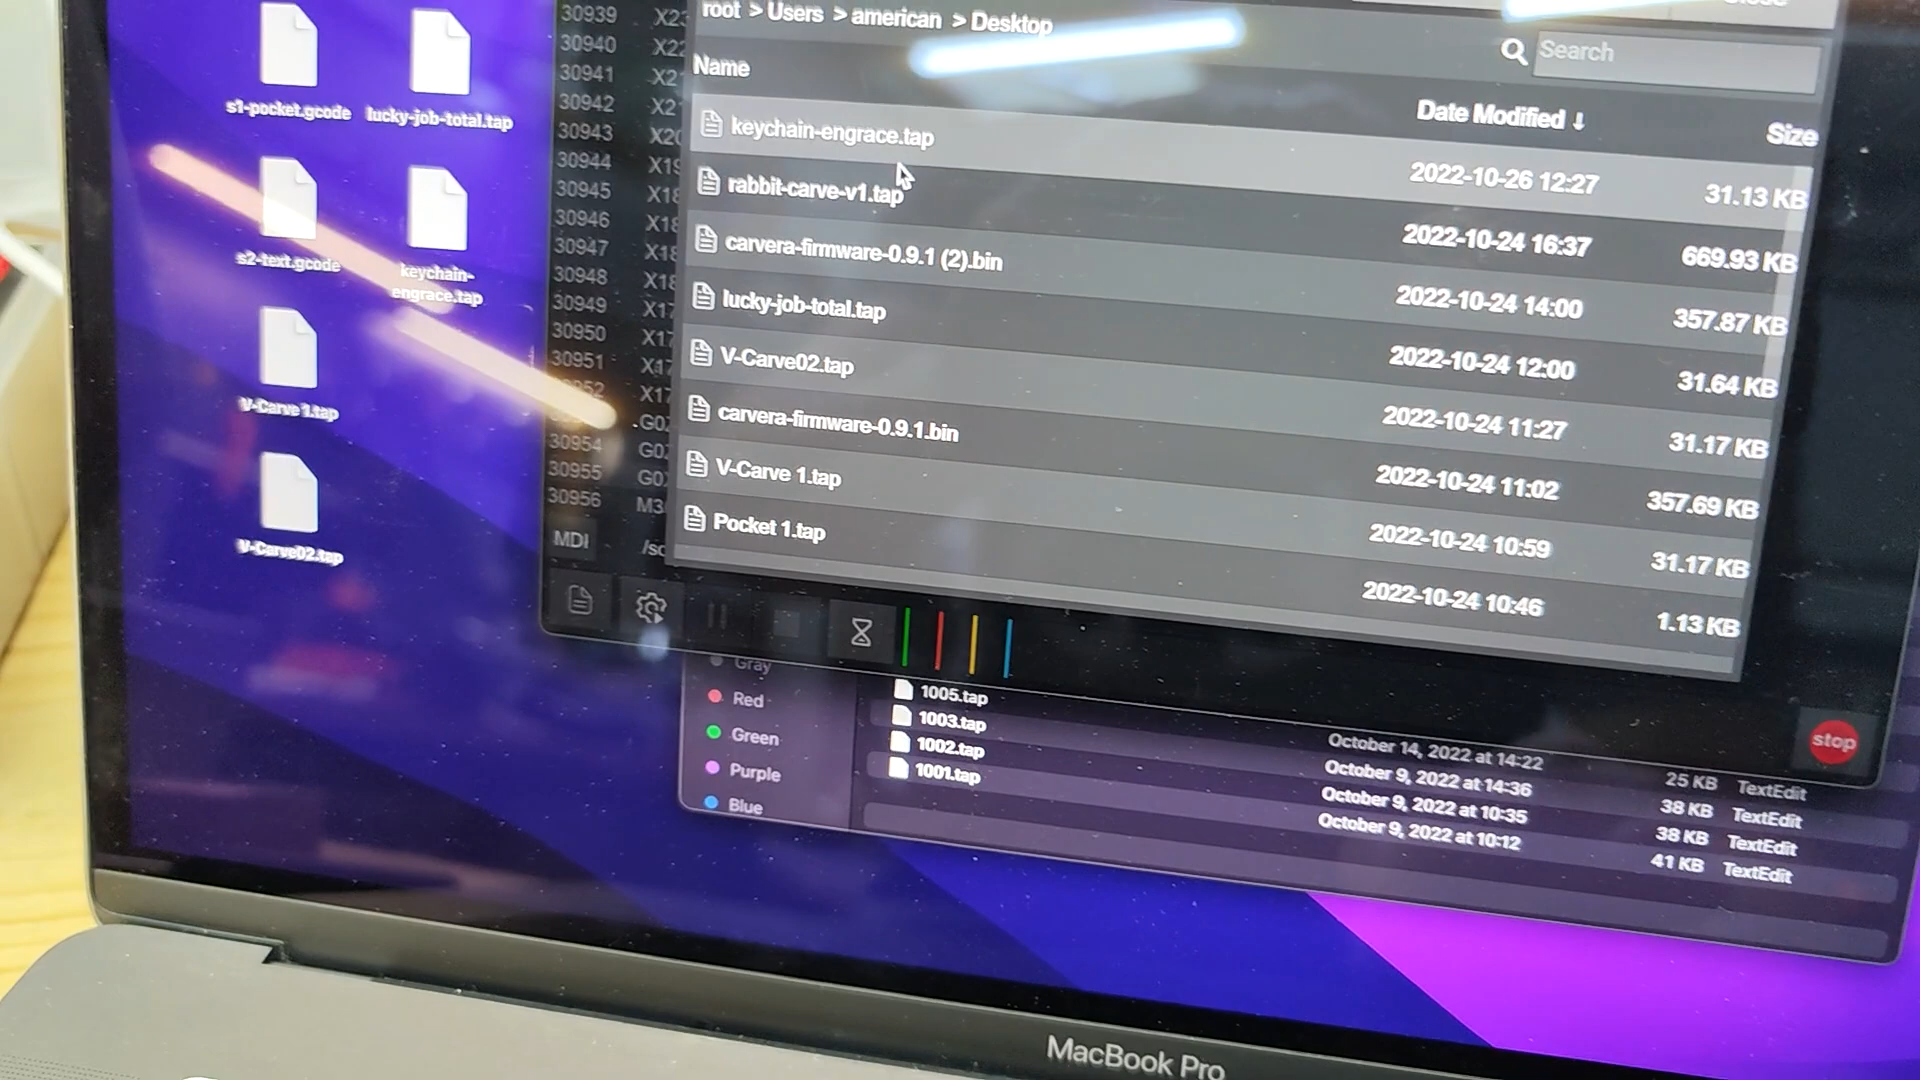 s1-pocket.gcode
lucky-job-total.tap
s2-text.gcode
keychain-
engrace.tap
V-Carve 1.tap
V-Carve02.tap
30939
30940
30941
30942
30943
30944
30945
30946
30947
30948
30949
30950
30951
30954
30955
30956
MDI
root > Users > american > Desktop
Search
Name
Date Modified ↓
Size
keychain-engrace.tap
2022-10-26 12:27
31.13 KB
rabbit-carve-v1.tap
2022-10-24 16:37
669.93 KB
carvera-firmware-0.9.1 (2).bin
2022-10-24 14:00
357.87 KB
lucky-job-total.tap
2022-10-24 12:00
31.64 KB
V-Carve02.tap
2022-10-24 11:27
31.17 KB
carvera-firmware-0.9.1.bin
2022-10-24 11:02
357.69 KB
V-Carve 1.tap
2022-10-24 10:59
31.17 KB
Pocket 1.tap
2022-10-24 10:46
1.13 KB
stop
Gray
Red
Green
Purple
Blue
1005.tap
October 14, 2022 at 14:22
25 KB TextEdit
1003.tap
October 9, 2022 at 14:36
38 KB TextEdit
1002.tap
October 9, 2022 at 10:35
38 KB TextEdit
1001.tap
October 9, 2022 at 10:12
41 KB TextEdit
MacBook Pro